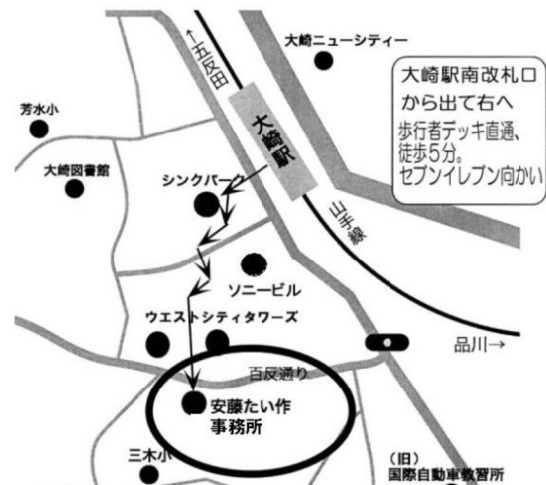 ←五反田
大崎ニューシティー
大崎駅南改札口
から出て右へ
歩行者デッキ直通、
徒歩5分。
セブンイレブン向かい
芳水小
大崎駅
大崎図書館
シンクパーク
山手線
ソニービル
ウエストシティタワーズ
品川→
百反通り
安藤たい作
事務所
三木小
(旧)
国際自動車教習所